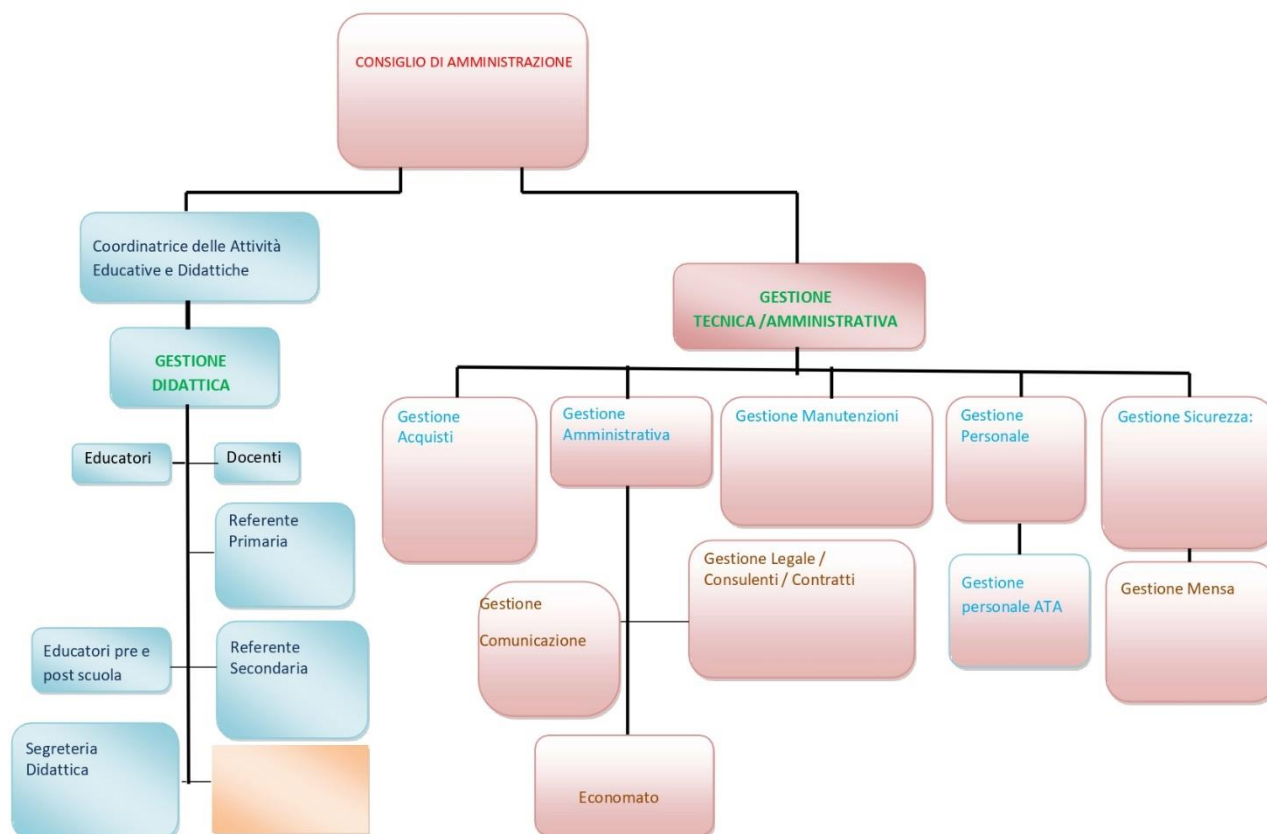 CONSIGLIO DI AMMINISTRAZIONE
Coordinatrice delle Attività
Educative e Didattiche
GESTIONE
DIDATTICA
Educatori
Docenti
Referente
Primaria
Educatori pre e
post scuola
Referente
Secondaria
Segreteria
Didattica
GESTIONE
TECNICA /AMMINISTRATIVA
Gestione
Acquisti
Gestione
Amministrativa
Gestione Manutenzioni
Gestione
Personale
Gestione Sicurezza:
Gestione Legale /
Consulenti / Contratti
Gestione
Comunicazione
Gestione
personale ATA
Gestione Mensa
Economato